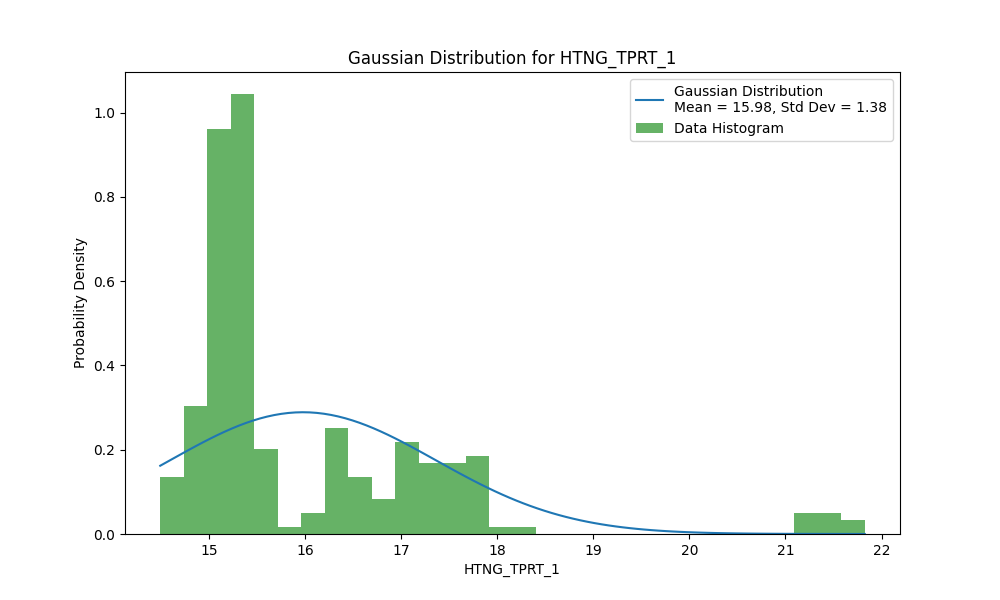 Gaussian Distribution for HTNG_TPRT_1
Gaussian Distribution
Mean = 15.98, Std Dev = 1.38
Data Histogram
Probability Density
1.0
0.8
0.6
0.4
0.2
0.0
15 16 17 18 19 20 21 22
HTNG_TPRT_1